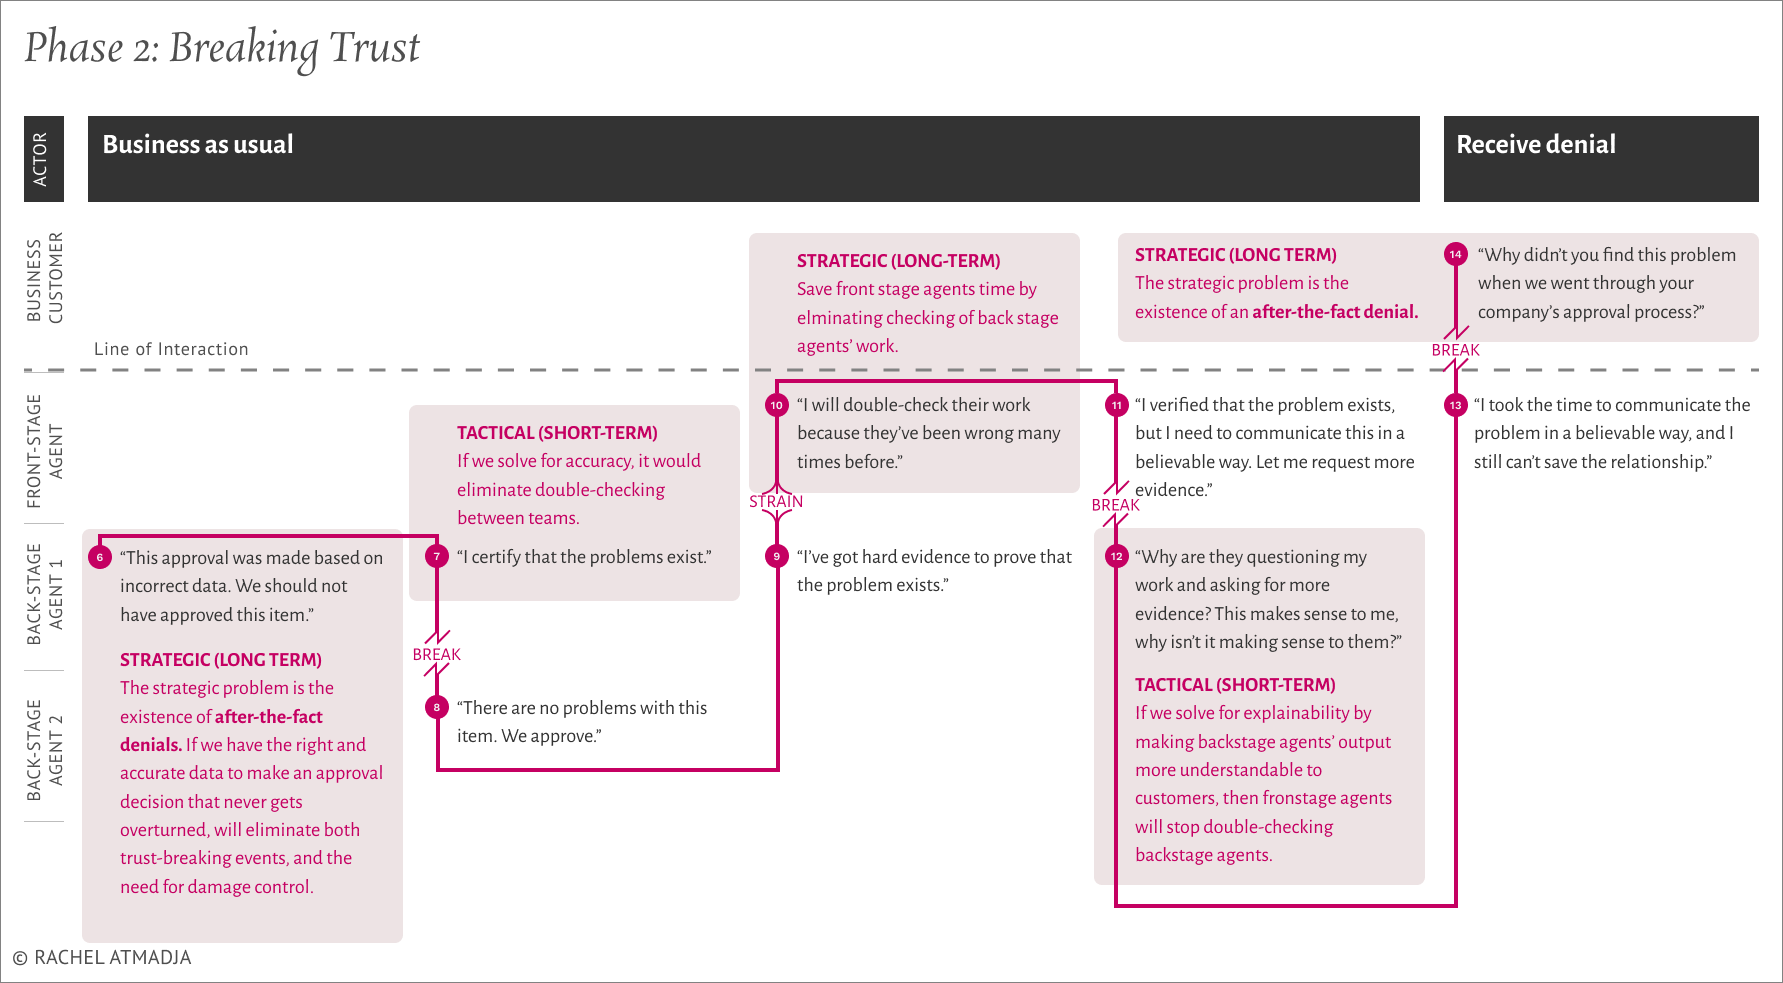 Phase 2: Breaking Trust
ACTOR
Business as usual
Receive denial
BUSINESS
CUSTOMER
STRATEGIC (LONG-TERM)
Save front stage agents time by
elminating checking of back stage
agents’ work.
STRATEGIC (LONG TERM)
The strategic problem is the
existence of an after-the-fact denial.
14
“Why didn’t you find this problem
when we went through your
company’s approval process?”
BREAK
Line of Interaction
FRONT-STAGE
AGENT
TACTICAL (SHORT-TERM)
If we solve for accuracy, it would
eliminate double-checking
between teams.
10
“I will double-check their work
because they’ve been wrong many
times before.”
STRAIN
11
“I verified that the problem exists,
but I need to communicate this in a
believable way. Let me request more
evidence.”
BREAK
13
“I took the time to communicate the
problem in a believable way, and I
still can’t save the relationship.”
BACK-STAGE
AGENT 1
6
“This approval was made based on
incorrect data. We should not
have approved this item.”
STRATEGIC (LONG TERM)
The strategic problem is the
existence of after-the-fact
denials. If we have the right and
accurate data to make an approval
decision that never gets
overturned, will eliminate both
trust-breaking events, and the
need for damage control.
7
“I certify that the problems exist.”
BREAK
9
“I’ve got hard evidence to prove that
the problem exists.”
12
“Why are they questioning my
work and asking for more
evidence? This makes sense to me,
why isn’t it making sense to them?”
TACTICAL (SHORT-TERM)
If we solve for explainability by
making backstage agents’ output
more understandable to
customers, then fronstage agents
will stop double-checking
backstage agents.
BACK-STAGE
AGENT 2
8
“There are no problems with this
item. We approve.”
© RACHEL ATMADJA